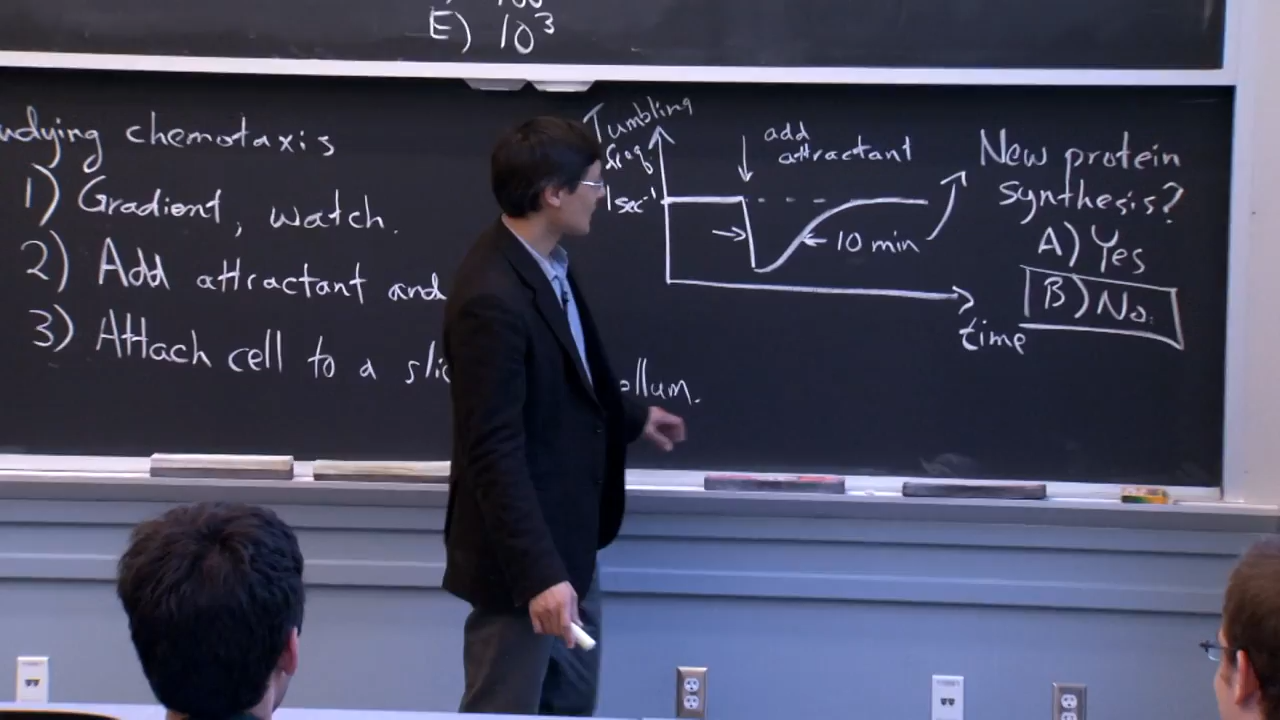 E) 10³
udying chemotaxis
1) Gradient, watch.
2) Add attractant and
3) Attach cell to a slid ellum.
Tumbling
freq.
1 sec⁻¹
add
attractant
10 min
time
New protein
synthesis?
A) Yes
B) No.